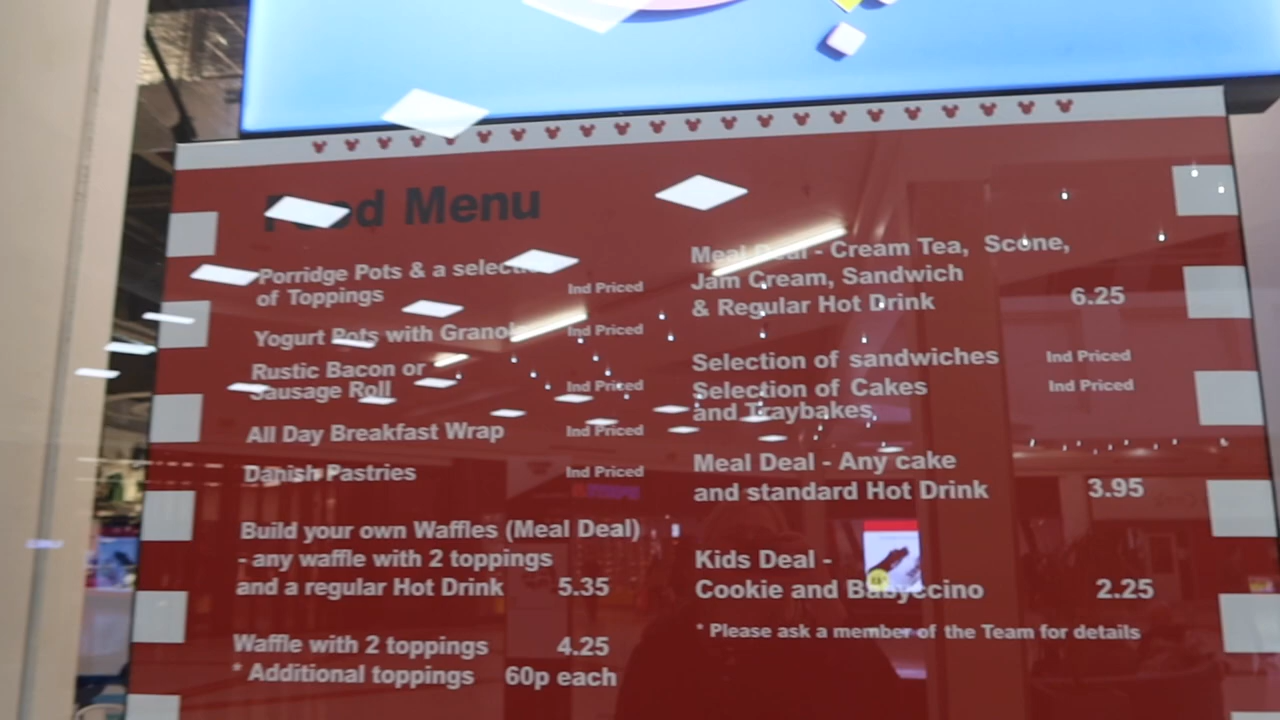 Food Menu
Porridge Pots & a selection
of Toppings
Ind Priced
Yogurt Pots with Granola
Ind Priced
Rustic Bacon or
Sausage Roll
Ind Priced
All Day Breakfast Wrap
Ind Priced
Danish Pastries
Ind Priced
Build your own Waffles (Meal Deal)
- any waffle with 2 toppings
and a regular Hot Drink 5.35
Waffle with 2 toppings 4.25
* Additional toppings 60p each
Meal Deal - Cream Tea, Scone,
Jam Cream, Sandwich
& Regular Hot Drink 6.25
Selection of sandwiches Ind Priced
Selection of Cakes Ind Priced
and Traybakes,
Meal Deal - Any cake
and standard Hot Drink 3.95
Kids Deal -
Cookie and Babyccino 2.25
* Please ask a member of the Team for details